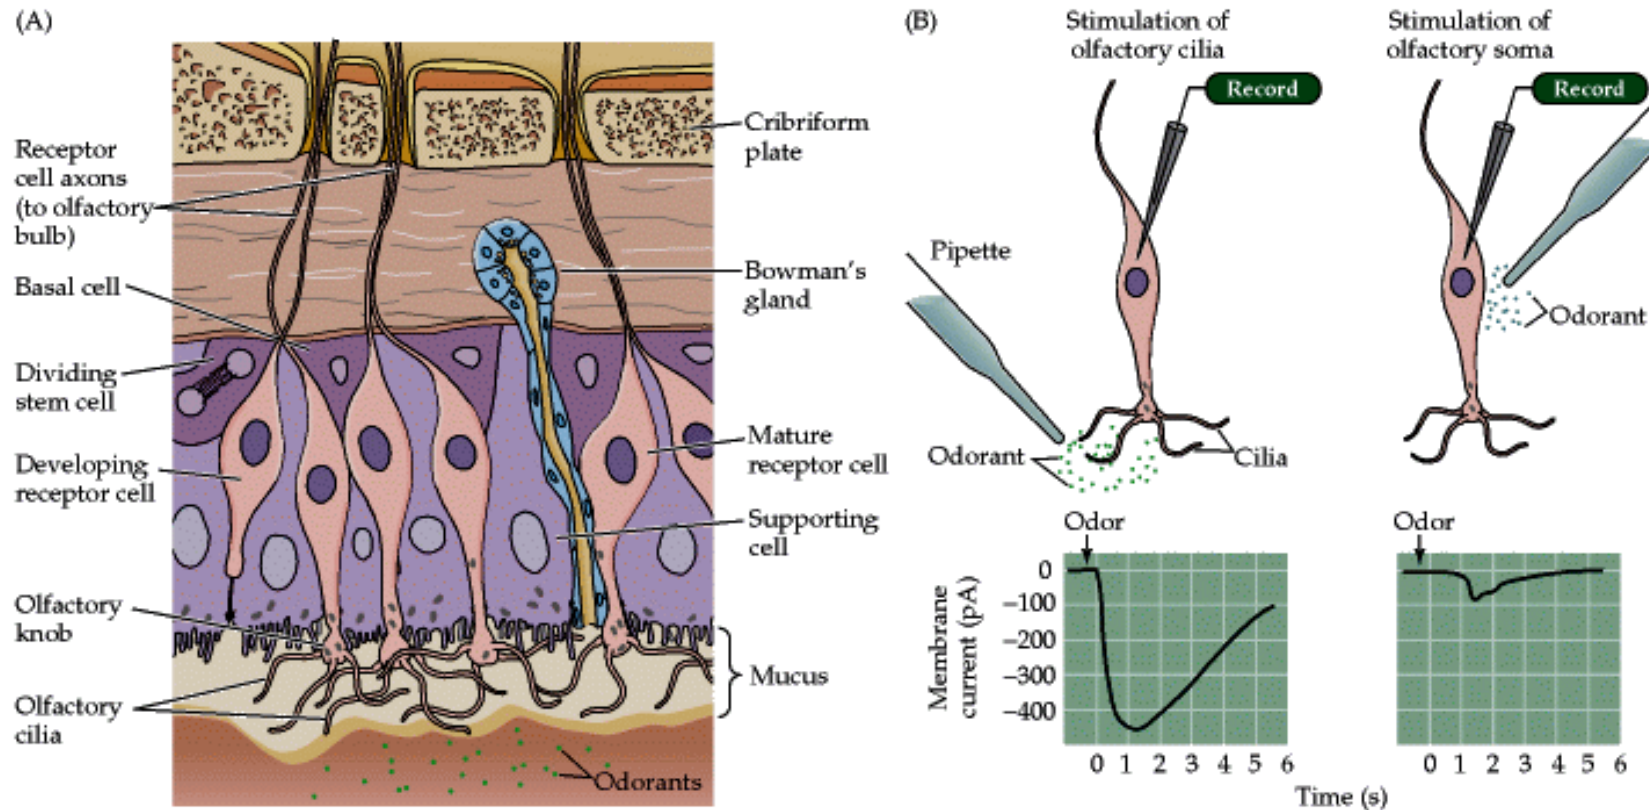 (A)
Receptor
cell axons
(to olfactory
bulb)
Basal cell
Dividing
stem cell
Developing
receptor cell
Olfactory
knob
Olfactory
cilia
Cribriform
plate
Bowman's
gland
Mature
receptor cell
Supporting
cell
Mucus
Odorants
(B)
Stimulation of
olfactory cilia
Record
Pipette
Odorant
Cilia
Stimulation of
olfactory soma
Record
Odorant
Odor
Membrane
current (pA)
0
−100
−200
−300
−400
0 1 2 3 4 5 6
Odor
0 1 2 3 4 5 6
Time (s)